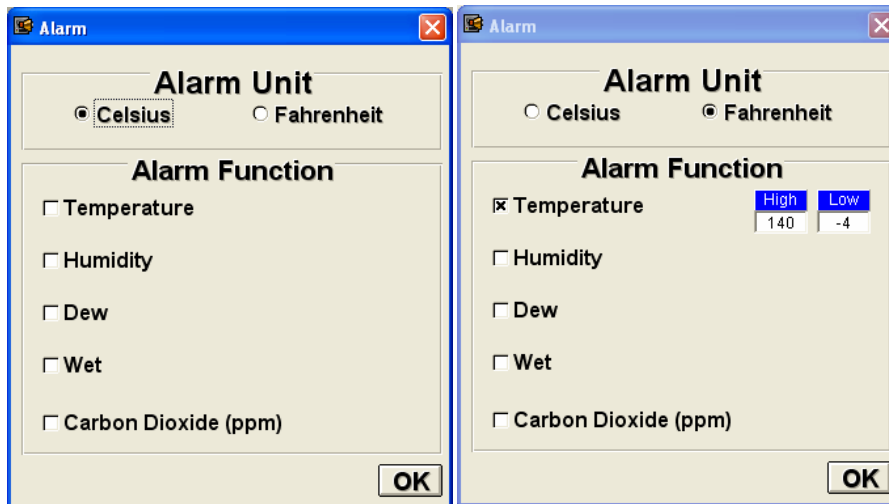 Alarm
Alarm Unit
Celsius Fahrenheit
Alarm Function
Temperature
Humidity
Dew
Wet
Carbon Dioxide (ppm)
OK
Alarm
Alarm Unit
Celsius Fahrenheit
Alarm Function
Temperature High Low
140 -4
Humidity
Dew
Wet
Carbon Dioxide (ppm)
OK